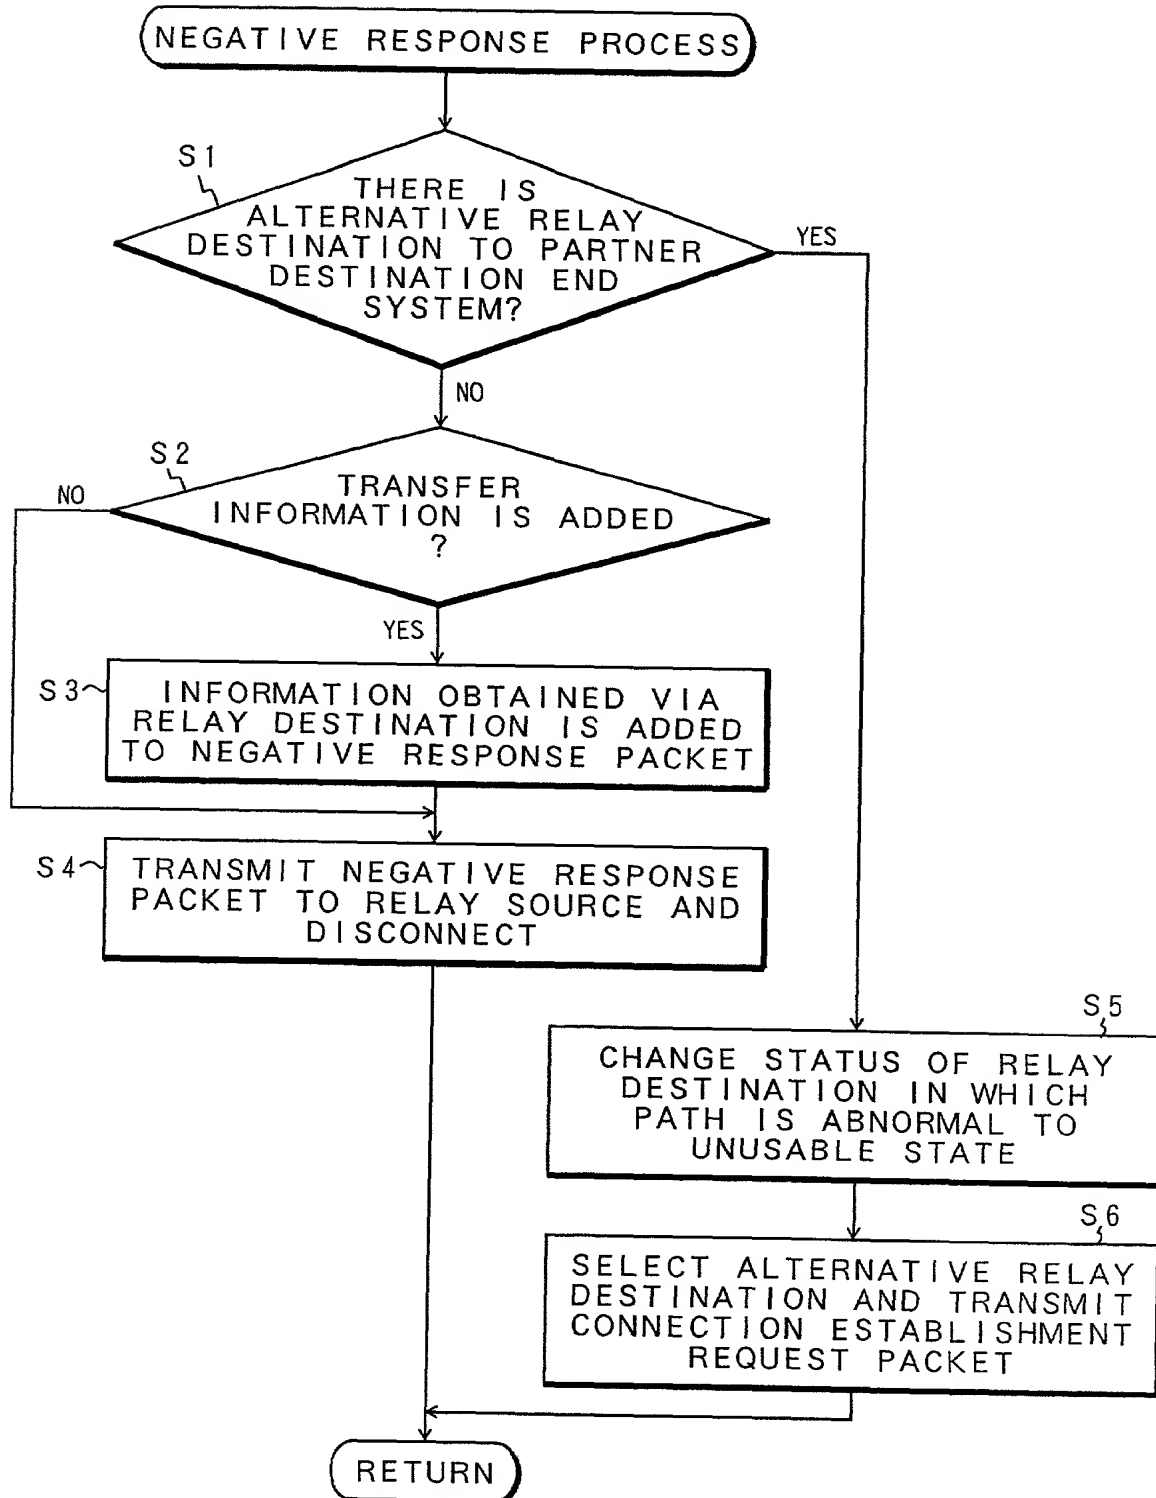 NEGATIVE RESPONSE PROCESS
S1
THERE IS
ALTERNATIVE RELAY
DESTINATION TO PARTNER
DESTINATION END
SYSTEM?
YES
NO
S2
TRANSFER
INFORMATION IS ADDED
?
NO
YES
S3
INFORMATION OBTAINED VIA
RELAY DESTINATION IS ADDED
TO NEGATIVE RESPONSE PACKET
S4
TRANSMIT NEGATIVE RESPONSE
PACKET TO RELAY SOURCE AND
DISCONNECT
S5
CHANGE STATUS OF RELAY
DESTINATION IN WHICH
PATH IS ABNORMAL TO
UNUSABLE STATE
S6
SELECT ALTERNATIVE RELAY
DESTINATION AND TRANSMIT
CONNECTION ESTABLISHMENT
REQUEST PACKET
RETURN